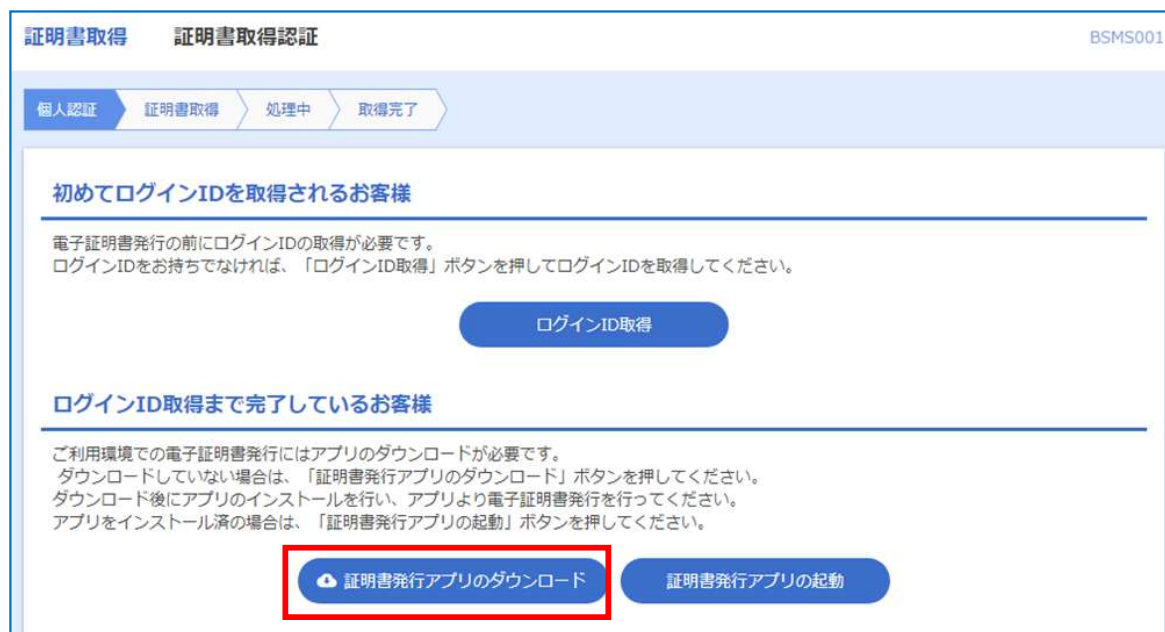 証明書取得 証明書取得認証 BSMS001
個人認証 証明書取得 処理中 取得完了
初めてログインIDを取得されるお客様
電子証明書発行の前にログインIDの取得が必要です。
ログインIDをお持ちでなければ、「ログインID取得」ボタンを押してログインIDを取得してください。
ログインID取得
ログインID取得まで完了しているお客様
ご利用環境での電子証明書発行にはアプリのダウンロードが必要です。
ダウンロードしていない場合は、「証明書発行アプリのダウンロード」ボタンを押してください。
ダウンロード後にアプリのインストールを行い、アプリより電子証明書発行を行ってください。
アプリをインストール済の場合は、「証明書発行アプリの起動」ボタンを押してください。
証明書発行アプリのダウンロード 証明書発行アプリの起動